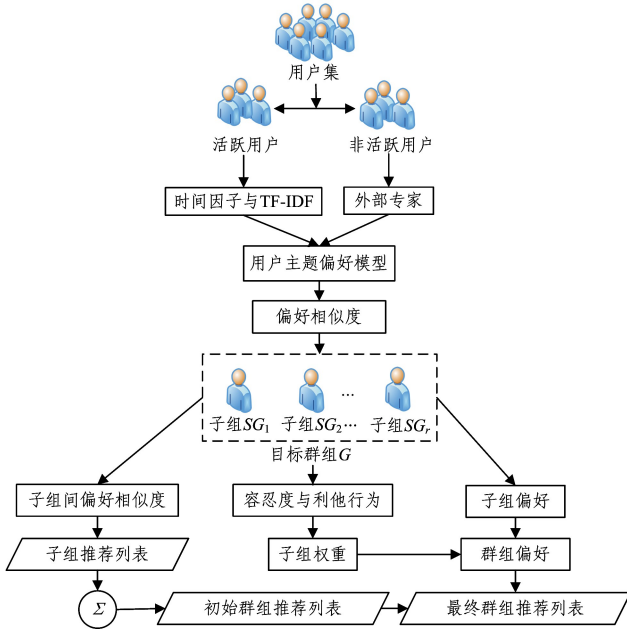 用户集
活跃用户
非活跃用户
时间因子与TF-IDF
外部专家
用户主题偏好模型
偏好相似度
子组SG1 子组SG2… … 子组SGr
目标群组G
子组间偏好相似度
容忍度与利他行为
子组偏好
子组推荐列表
子组权重
群组偏好
Σ
初始群组推荐列表
最终群组推荐列表